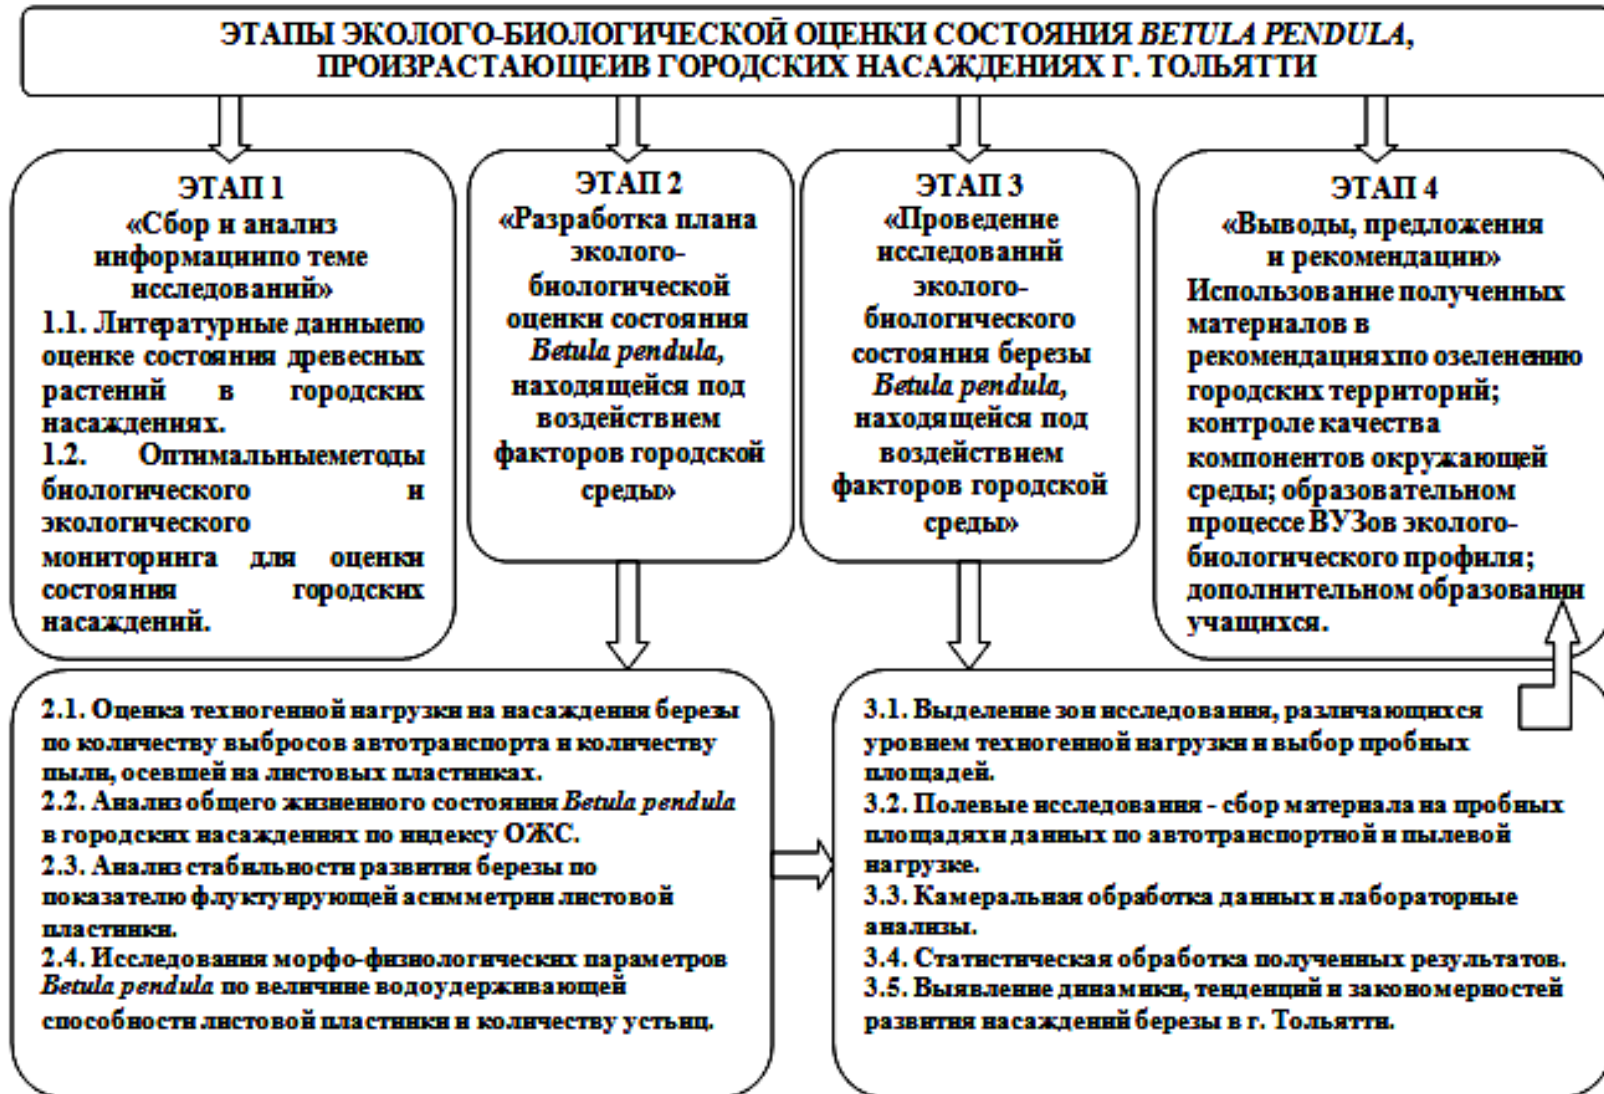 ЭТАПЫ ЭКОЛОГО-БИОЛОГИЧЕСКОЙ ОЦЕНКИ СОСТОЯНИЯ BETULA PENDULA,
ПРОИЗРАСТАЮЩЕИВ ГОРОДСКИХ НАСАЖДЕНИЯХ Г. ТОЛЬЯТТИ
ЭТАП 1
«Сбор и анализ
информациипо теме
исследований»
1.1. Литературные данныепо
оценке состояния древесных
растений в городских
насаждениях.
1.2. Оптимальныеметоды
биологического и
экологического
мониторинга для оценки
состояния городских
насаждений.
ЭТАП 2
«Разработка плана
эколого-
биологической
оценки состояния
Betula pendula,
находящейся под
воздействием
факторов городской
среды»
ЭТАП 3
«Проведение
исследований
эколого-
биологического
состояния березы
Betula pendula,
находящейся под
воздействием
факторов городской
среды»
ЭТАП 4
«Выводы, предложения
и рекомендации»
Использование полученных
материалов в
рекомендацияхпо озеленению
городских территорий;
контроле качества
компонентов окружающей
среды; образовательном
процессе ВУЗов эколого-
биологического профиля;
дополнительном образовании
учащихся.
2.1. Оценка техногенной нагрузки на насаждения березы
по количеству выбросов автотранспорта и количеству
пыли, осевшей на листовых пластинках.
2.2. Анализ общего жизненного состояния Betula pendula
в городских насаждениях по индексу ОЖС.
2.3. Анализ стабильности развития березы по
показателю флуктуирующей асимметрии листовой
пластинки.
2.4. Исследования морфо-физиологических параметров
Betula pendula по величине водоудерживающей
способности листовой пластинки и количеству устьиц.
3.1. Выделение зон исследования, различающихся
уровнем техногенной нагрузки и выбор пробных
площадей.
3.2. Полевые исследования - сбор материала на пробных
площадяхи данных по автотранспортной и пылевой
нагрузке.
3.3. Камеральная обработка данных и лабораторные
анализы.
3.4. Статистическая обработка полученных результатов.
3.5. Выявление динамики, тенденций и закономерностей
развития насаждений березы в г. Тольятти.